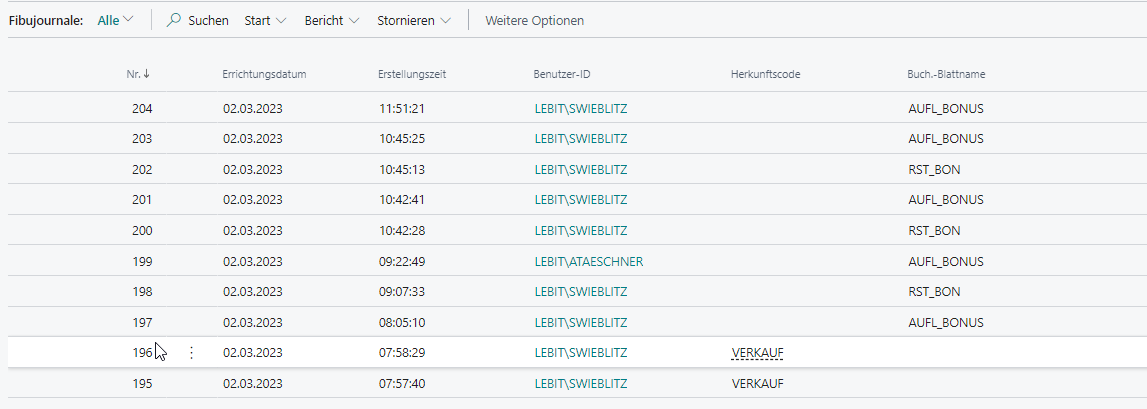 Fibujournale: Alle Suchen Start Bericht Stornieren Weitere Optionen
Nr.↓ Errichtungsdatum Erstellungszeit Benutzer-ID Herkunftscode Buch.-Blattname
204 02.03.2023 11:51:21 LEBIT\SWIEBLITZ AUFL_BONUS
203 02.03.2023 10:45:25 LEBIT\SWIEBLITZ AUFL_BONUS
202 02.03.2023 10:45:13 LEBIT\SWIEBLITZ RST_BON
201 02.03.2023 10:42:41 LEBIT\SWIEBLITZ AUFL_BONUS
200 02.03.2023 10:42:28 LEBIT\SWIEBLITZ RST_BON
199 02.03.2023 09:22:49 LEBIT\ATAESCHNER AUFL_BONUS
198 02.03.2023 09:07:33 LEBIT\SWIEBLITZ RST_BON
197 02.03.2023 08:05:10 LEBIT\SWIEBLITZ AUFL_BONUS
196 02.03.2023 07:58:29 LEBIT\SWIEBLITZ VERKAUF
195 02.03.2023 07:57:40 LEBIT\SWIEBLITZ VERKAUF